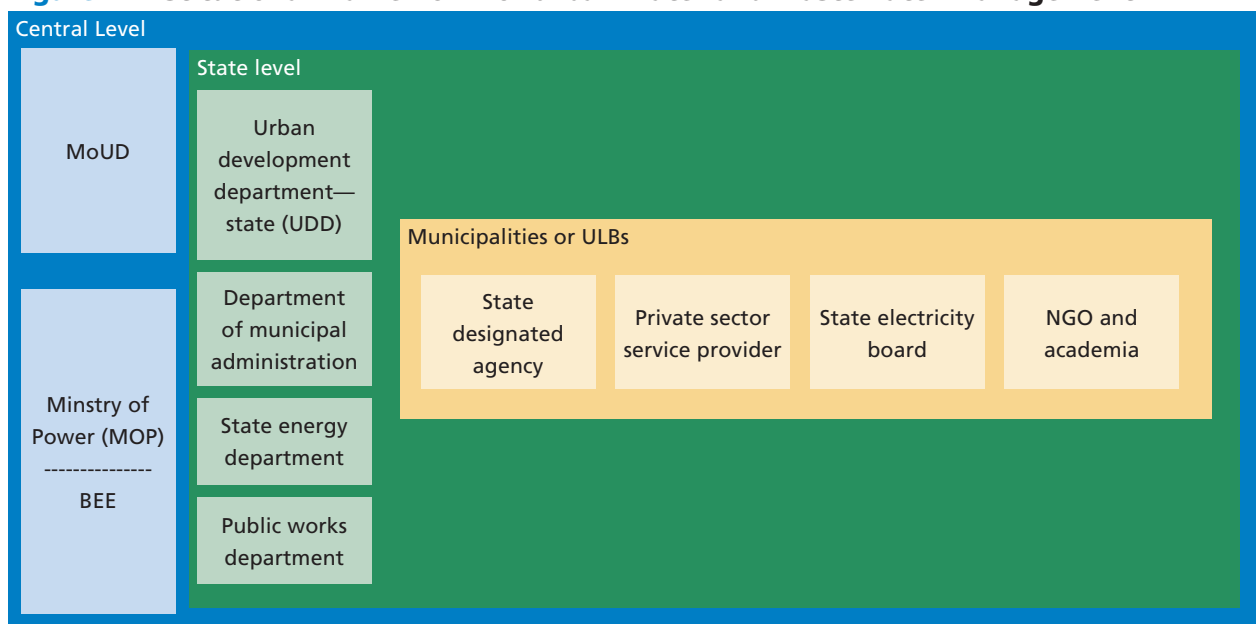 Central Level
MoUD
Minstry of
Power (MOP)
---------------
BEE
State level
Urban
development
department—
state (UDD)
Department
of municipal
administration
State energy
department
Public works
department
Municipalities or ULBs
State
designated
agency
Private sector
service provider
State electricity
board
NGO and
academia